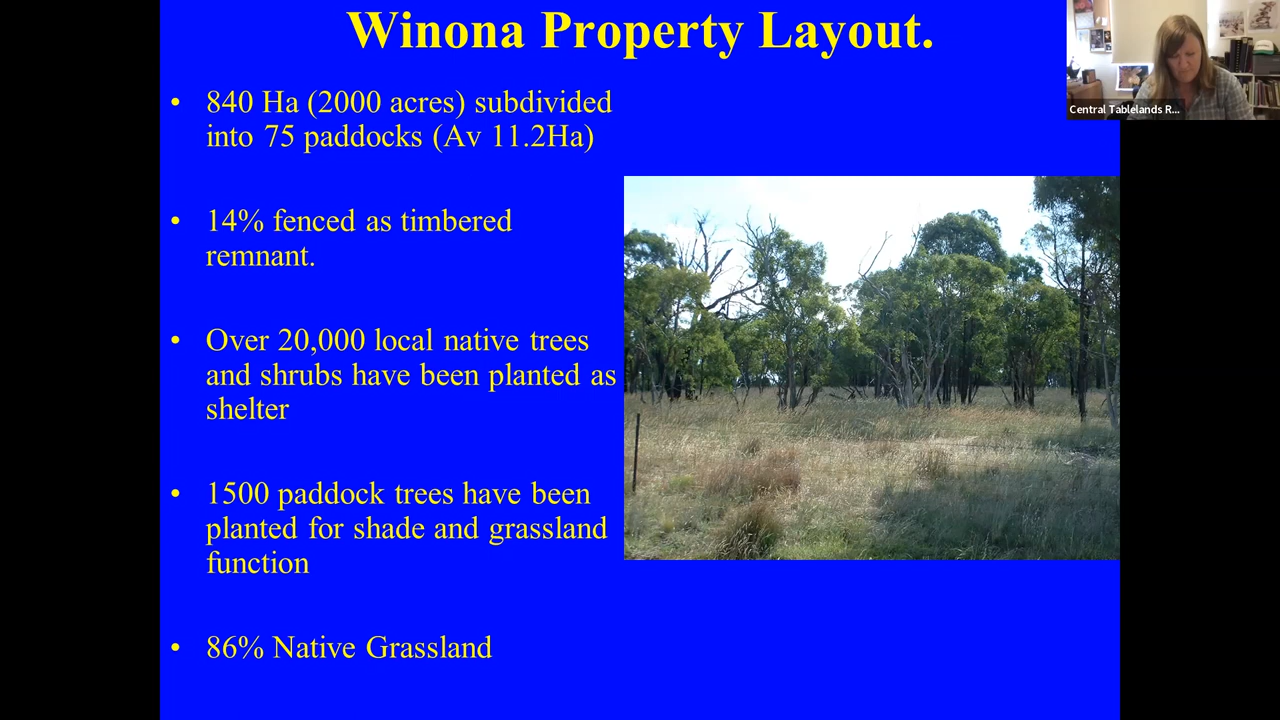 Winona Property Layout.
Central Tablelands R...
• 840 Ha (2000 acres) subdivided
into 75 paddocks (Av 11.2Ha)
• 14% fenced as timbered
remnant.
• Over 20,000 local native trees
and shrubs have been planted as
shelter
• 1500 paddock trees have been
planted for shade and grassland
function
• 86% Native Grassland